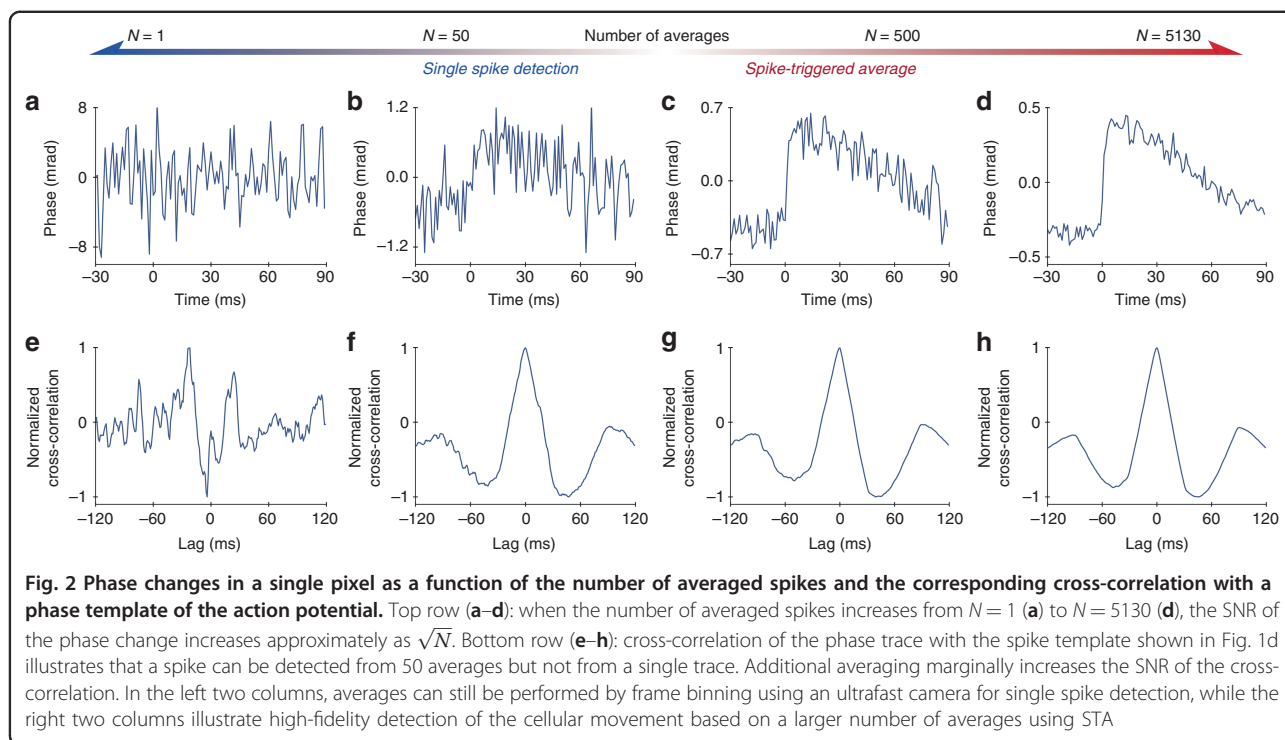 N = 1 N = 50 Number of averages N = 500 N = 5130
Single spike detection Spike-triggered average
a b c d
8
0
−8
Phase (mrad)
−30 0 30 60 90
Time (ms)
1.2
0.0
−1.2
Phase (mrad)
−30 0 30 60 90
Time (ms)
0.7
0.0
−0.7
Phase (mrad)
−30 0 30 60 90
Time (ms)
0.5
0.0
−0.5
Phase (mrad)
−30 0 30 60 90
Time (ms)
e f g h
1
0
−1
Normalized
cross-correlation
−120 −60 0 60 120
Lag (ms)
1
0
−1
Normalized
cross-correlation
−120 −60 0 60 120
Lag (ms)
1
0
−1
Normalized
cross-correlation
−120 −60 0 60 120
Lag (ms)
1
0
−1
Normalized
cross-correlation
−120 −60 0 60 120
Lag (ms)
Fig. 2 Phase changes in a single pixel as a function of the number of averaged spikes and the corresponding cross-correlation with a
phase template of the action potential. Top row (a–d): when the number of averaged spikes increases from N = 1 (a) to N = 5130 (d), the SNR of
the phase change increases approximately as √N. Bottom row (e–h): cross-correlation of the phase trace with the spike template shown in Fig. 1d
illustrates that a spike can be detected from 50 averages but not from a single trace. Additional averaging marginally increases the SNR of the cross-
correlation. In the left two columns, averages can still be performed by frame binning using an ultrafast camera for single spike detection, while the
right two columns illustrate high-fidelity detection of the cellular movement based on a larger number of averages using STA